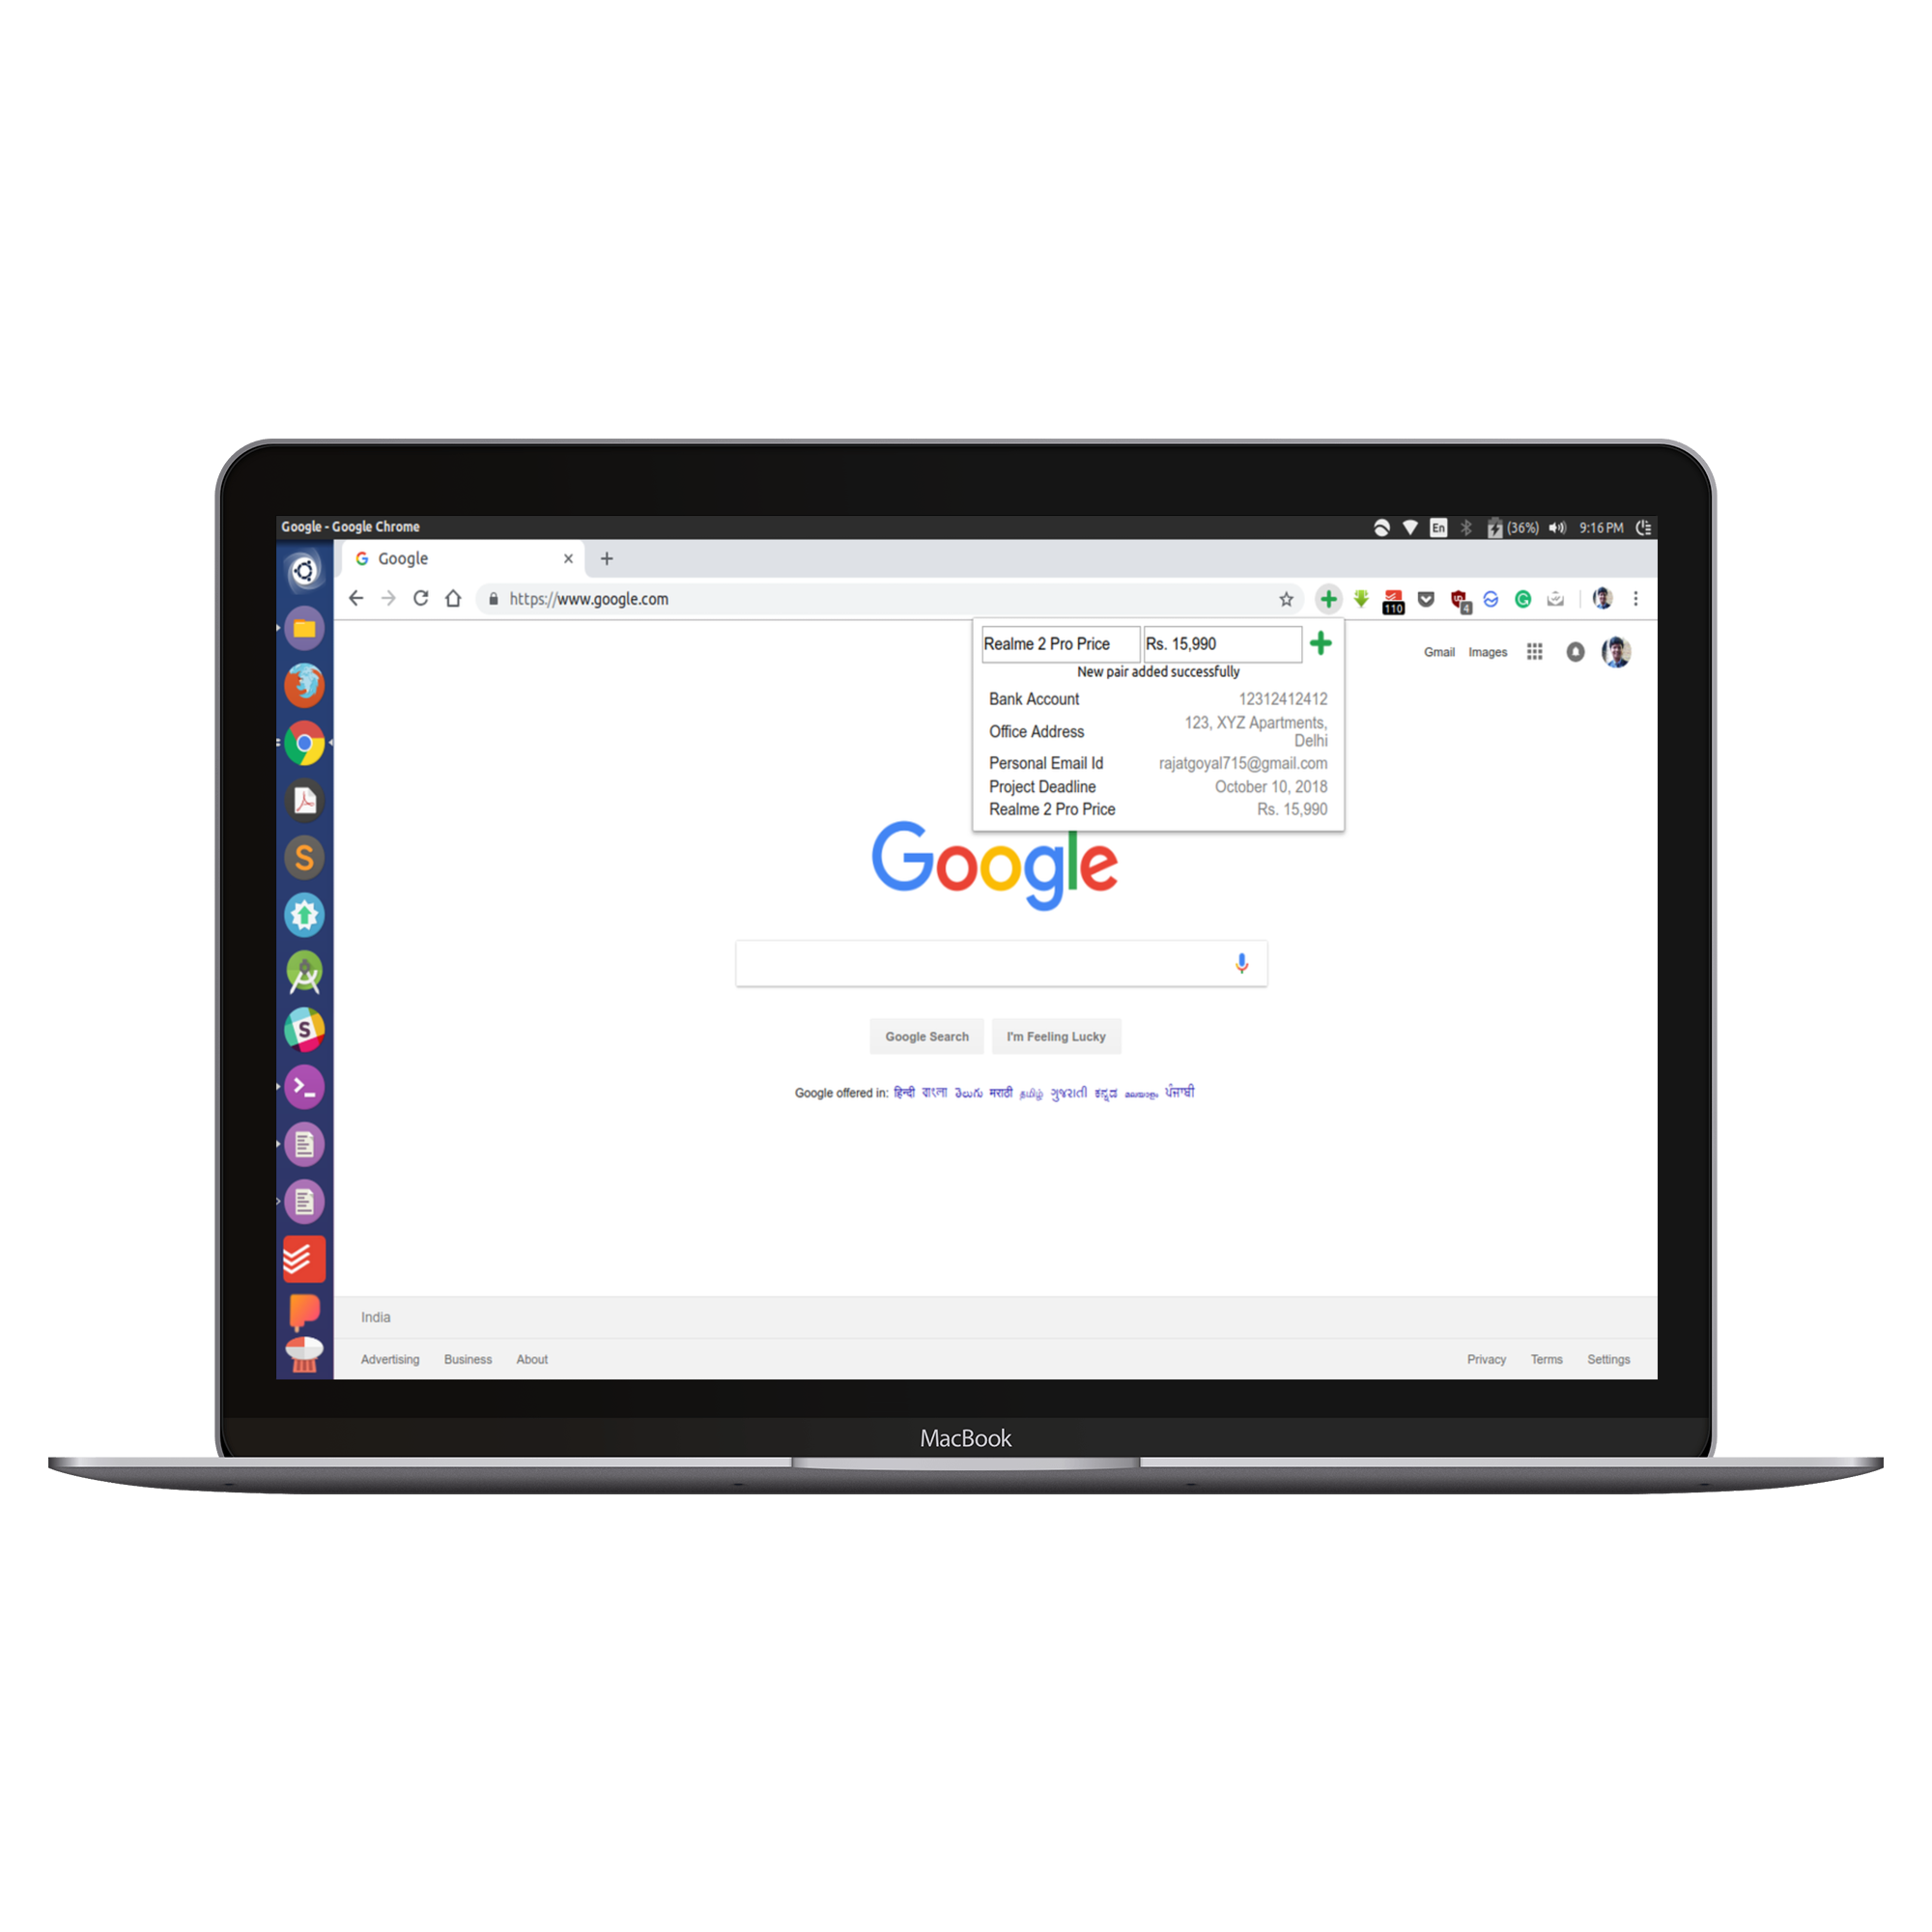 Google - Google Chrome
En
(36%)
9:16 PM
Google
https://www.google.com
110
4
Realme 2 Pro Price Rs. 15,990
New pair added successfully
Bank Account 12312412412
Office Address 123, XYZ Apartments, Delhi
Personal Email Id rajatgoyal715@gmail.com
Project Deadline October 10, 2018
Realme 2 Pro Price Rs. 15,990
Gmail Images
Google
Google Search I'm Feeling Lucky
Google offered in: हिन्दी বাংলা తెలుగు मराठी தமிழ் ગુજરાતી ಕನ್ನಡ മലയാളം ਪੰਜਾਬੀ
India
Advertising Business About
Privacy Terms Settings
MacBook